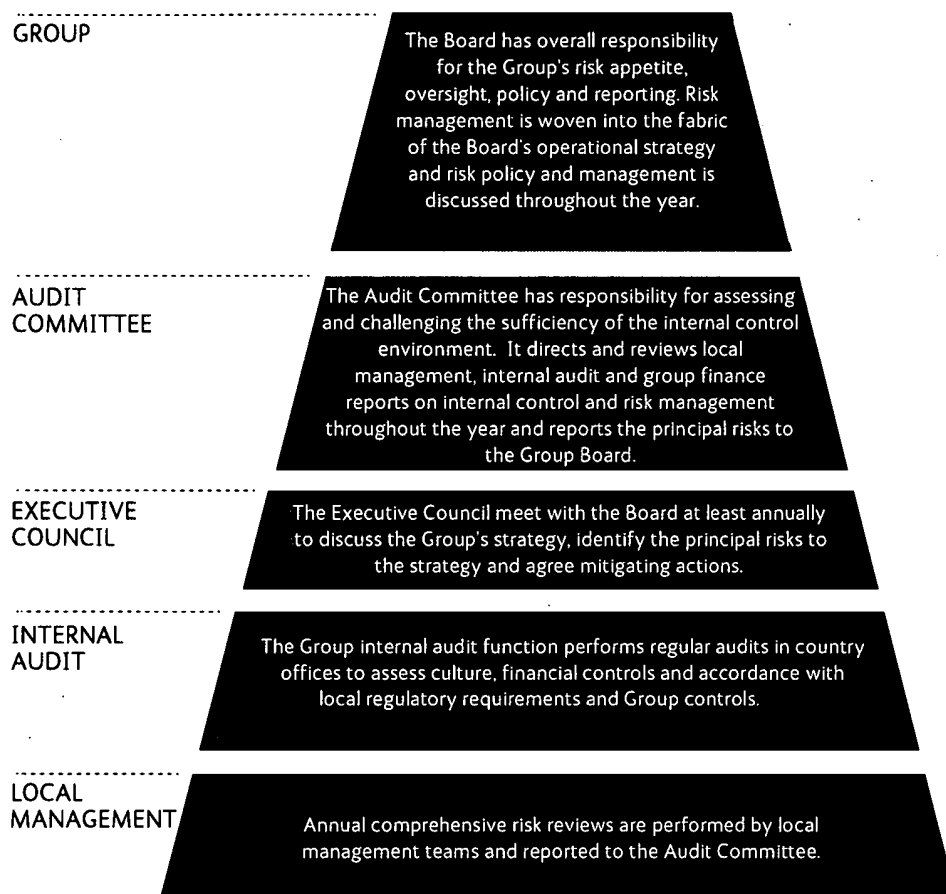 GROUP
The Board has overall responsibility
for the Group's risk appetite,
oversight, policy and reporting. Risk
management is woven into the fabric
of the Board's operational strategy
and risk policy and management is
discussed throughout the year.
AUDIT
COMMITTEE
The Audit Committee has responsibility for assessing
and challenging the sufficiency of the internal control
environment. It directs and reviews local
management, internal audit and group finance
reports on internal control and risk management
throughout the year and reports the principal risks to
the Group Board.
EXECUTIVE
COUNCIL
The Executive Council meet with the Board at least annually
to discuss the Group's strategy, identify the principal risks to
the strategy and agree mitigating actions.
INTERNAL
AUDIT
The Group internal audit function performs regular audits in country
offices to assess culture, financial controls and accordance with
local regulatory requirements and Group controls.
LOCAL
MANAGEMENT
Annual comprehensive risk reviews are performed by local
management teams and reported to the Audit Committee.